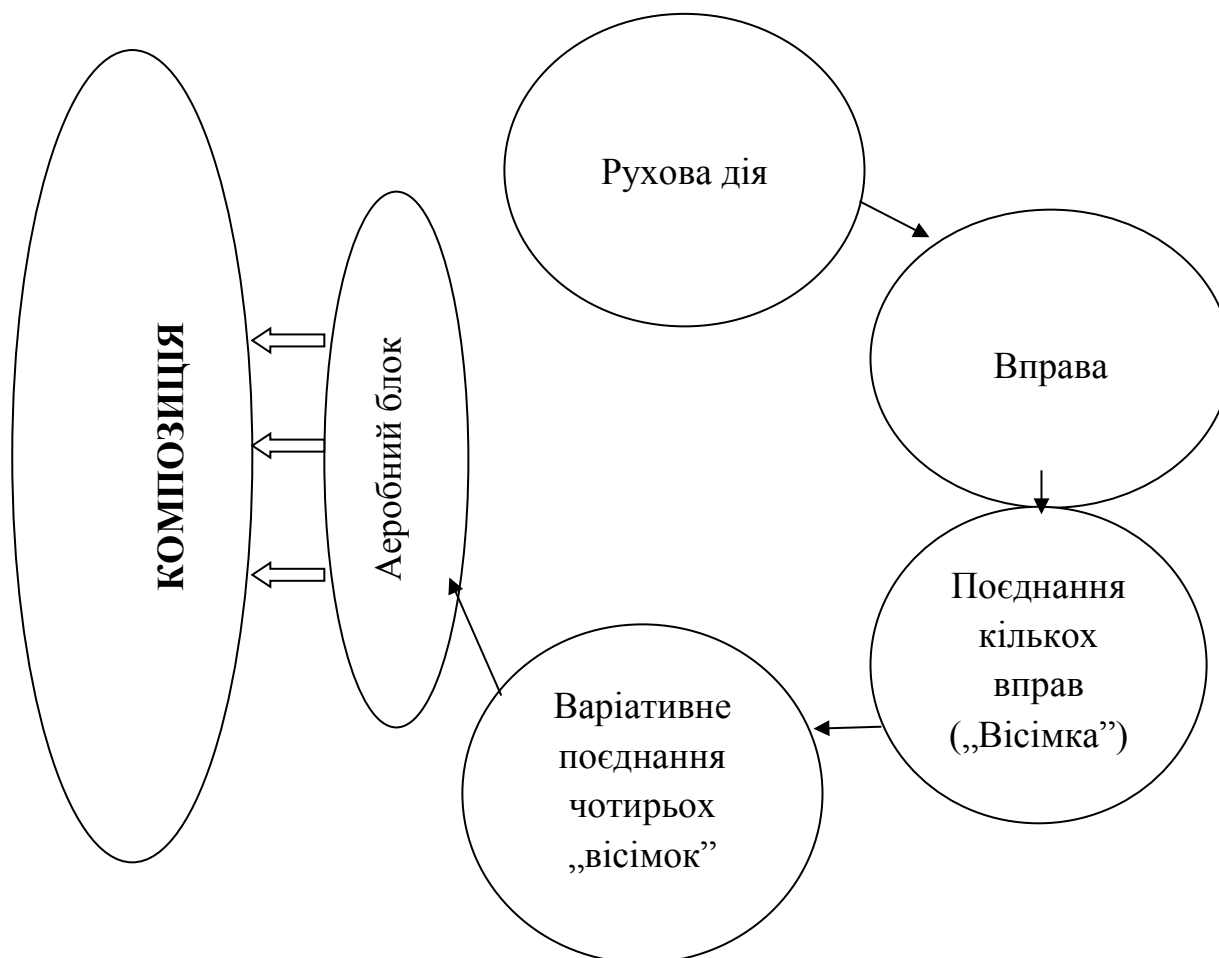 Рухова дія
Вправа
Поєднання
кількох
вправ
(„Вісімка”)
Варіативне
поєднання
чотирьох
„вісімок”
Аеробний блок
КОМПОЗИЦІЯ